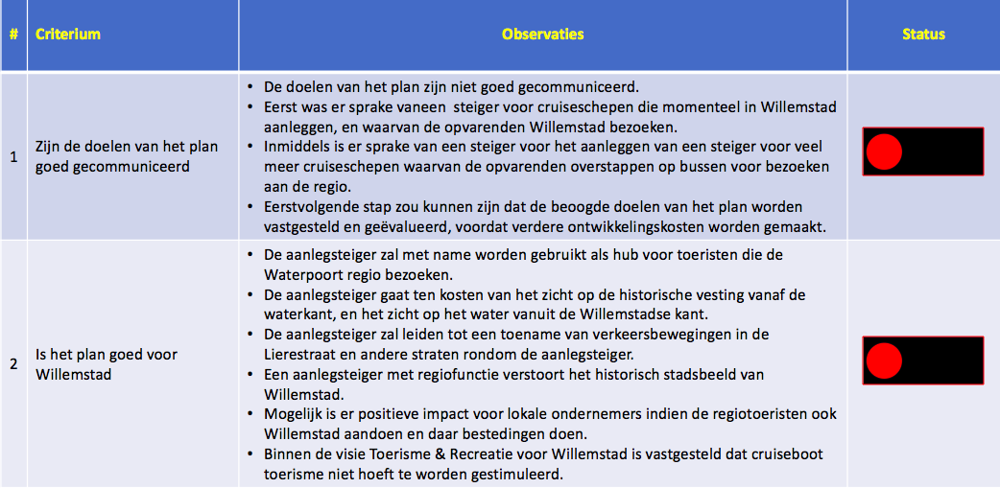 # Criterium Observaties Status
• De doelen van het plan zijn niet goed gecommuniceerd.
• Eerst was er sprake vaneen steiger voor cruiseschepen die momenteel in Willemstad
aanleggen, en waarvan de opvarenden Willemstad bezoeken.
1 Zijn de doelen van het plan
goed gecommuniceerd
• Inmiddels is er sprake van een steiger voor het aanleggen van een steiger voor veel
meer cruiseschepen waarvan de opvarenden overstappen op bussen voor bezoeken
aan de regio.
• Eerstvolgende stap zou kunnen zijn dat de beoogde doelen van het plan worden
vastgesteld en geëvalueerd, voordat verdere ontwikkelingskosten worden gemaakt.
2 Is het plan goed voor
Willemstad
• De aanlegsteiger zal met name worden gebruikt als hub voor toeristen die de
Waterpoort regio bezoeken.
• De aanlegsteiger gaat ten kosten van het zicht op de historische vesting vanaf de
waterkant, en het zicht op het water vanuit de Willemstadse kant.
• De aanlegsteiger zal leiden tot een toename van verkeersbewegingen in de
Lierestraat en andere straten rondom de aanlegsteiger.
• Een aanlegsteiger met regiofunctie verstoort het historisch stadsbeeld van
Willemstad.
• Mogelijk is er positieve impact voor lokale ondernemers indien de regiotoeristen ook
Willemstad aandoen en daar bestedingen doen.
• Binnen de visie Toerisme & Recreatie voor Willemstad is vastgesteld dat cruiseboot
toerisme niet hoeft te worden gestimuleerd.